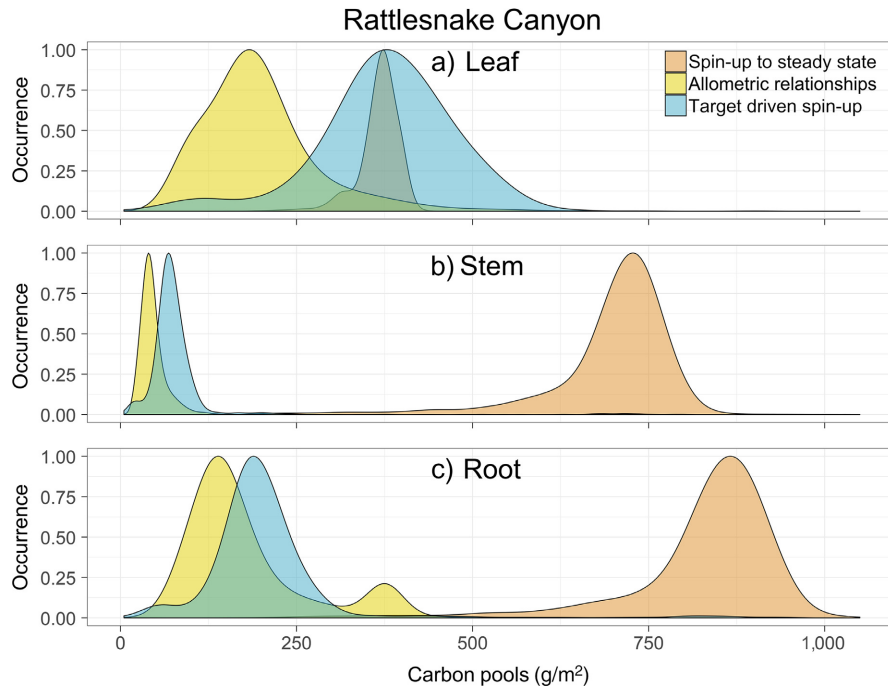 Rattlesnake Canyon
a) Leaf
Spin-up to steady state
Allometric relationships
Target driven spin-up
Occurrence
1.00
0.75
0.50
0.25
0.00
b) Stem
Occurrence
1.00
0.75
0.50
0.25
0.00
c) Root
Occurrence
1.00
0.75
0.50
0.25
0.00
0 250 500 750 1,000
Carbon pools (g/m²)